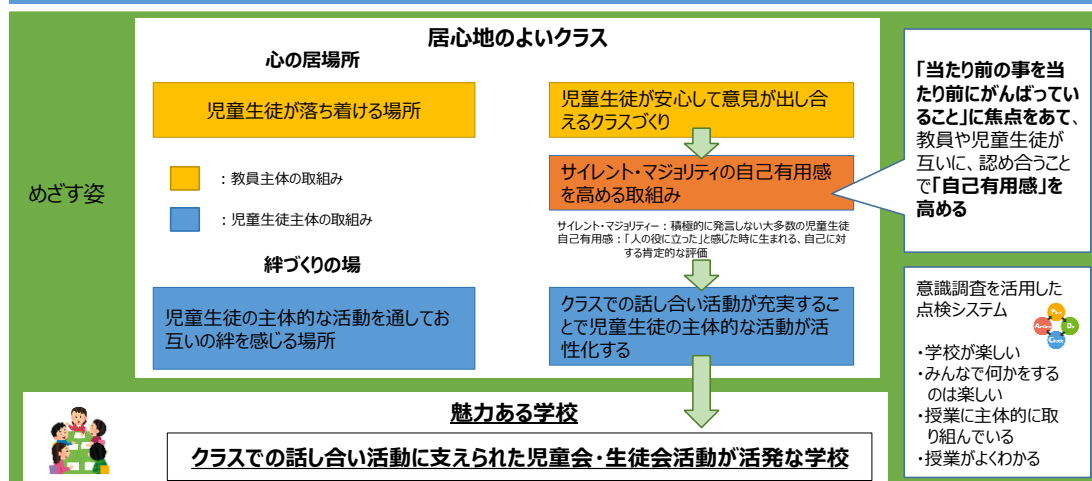 居心地のよいクラス
心の居場所
児童生徒が落ち着ける場所
児童生徒が安心して意見が出し合
えるクラスづくり
：教員主体の取組み
：児童生徒主体の取組み
サイレント・マジョリティの自己有用感
を高める取組み
サイレント・マジョリティー：積極的に発言しない大多数の児童生徒
自己有用感：「人の役に立った」と感じた時に生まれる、自己に対
する肯定的な評価
めざす姿
絆づくりの場
児童生徒の主体的な活動を通してお
互いの絆を感じる場所
クラスでの話し合い活動が充実するこ
とで児童生徒の主体的な活動が活
性化する
「当たり前の事を当
たり前にがんばってい
ること」に焦点をあて、
教員や児童生徒が
互いに、認め合うこと
で「自己有用感」を
高める
意識調査を活用した
点検システム
Plan
Do
Check
Action
・学校が楽しい
・みんなで何かをする
のは楽しい
・授業に主体的に取
り組んでいる
・授業がよくわかる
魅力ある学校
クラスでの話し合い活動に支えられた児童会・生徒会活動が活発な学校